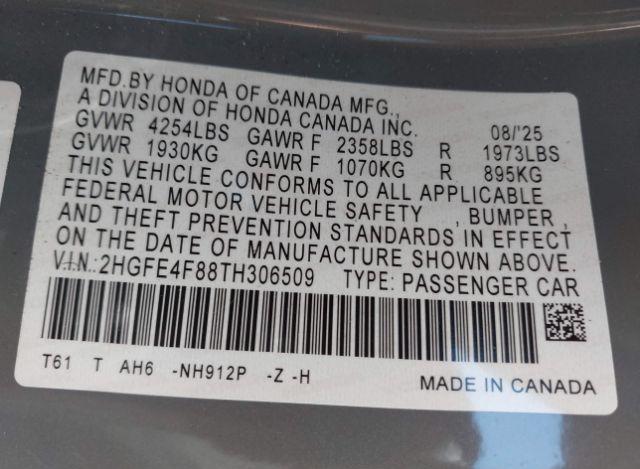 MFD.BY HONDA OF CANADA MFG.,
A DIVISION OF HONDA CANADA INC. 08/'25
GVWR 4254LBS GAWR F 2358LBS R 1973LBS
GVWR 1930KG GAWR F 1070KG R 895KG
THIS VEHICLE CONFORMS TO ALL APPLICABLE
FEDERAL MOTOR VEHICLE SAFETY , BUMPER ,
AND THEFT PREVENTION STANDARDS IN EFFECT
ON THE DATE OF MANUFACTURE SHOWN ABOVE.
V.I.N.:2HGFE4F88TH306509 TYPE: PASSENGER CAR
T61 T AH6 -NH912P -Z -H MADE IN CANADA